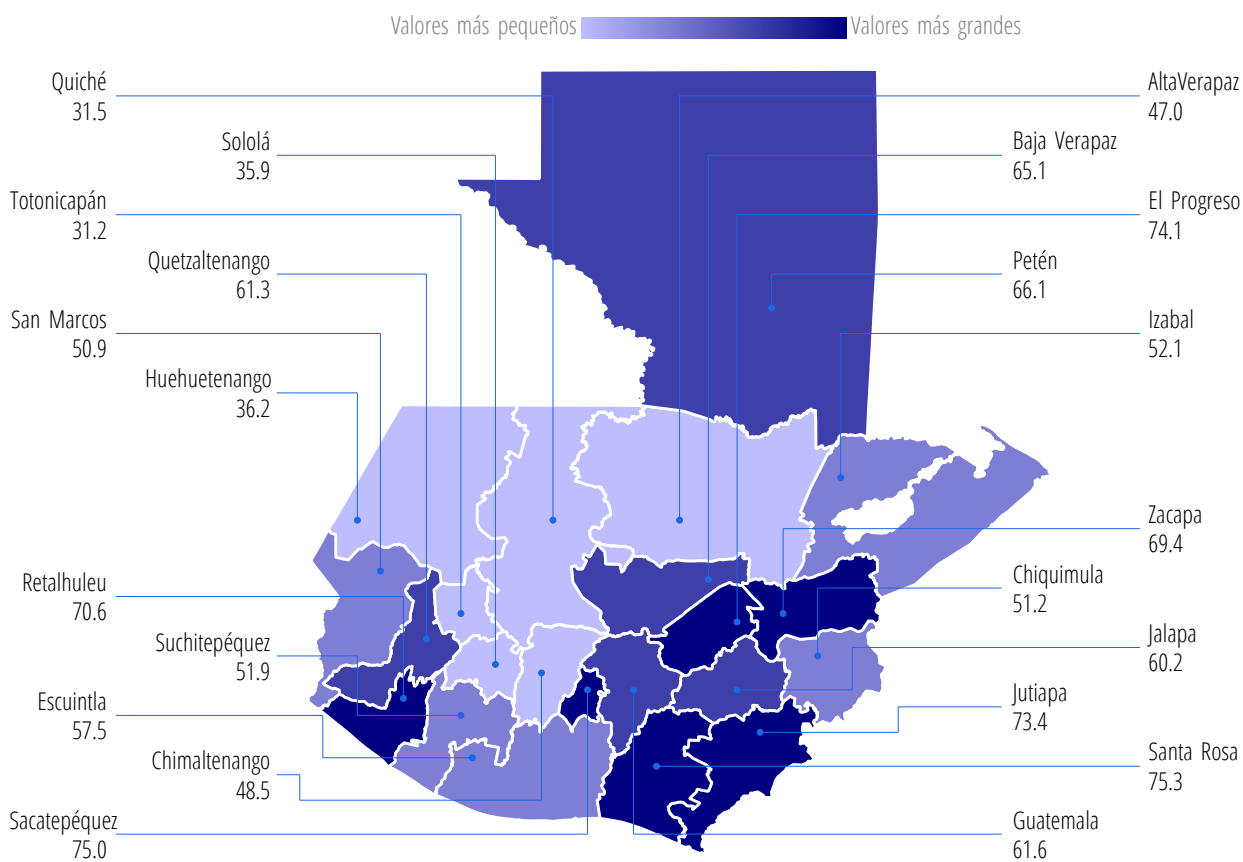 Valores más pequeños
Valores más grandes
Quiché
31.5
Sololá
35.9
Totonicapán
31.2
Quetzaltenango
61.3
San Marcos
50.9
Huehuetenango
36.2
Retalhuleu
70.6
Suchitepéquez
51.9
Escuintla
57.5
Chimaltenango
48.5
Sacatepéquez
75.0
AltaVerapaz
47.0
Baja Verapaz
65.1
El Progreso
74.1
Petén
66.1
Izabal
52.1
Zacapa
69.4
Chiquimula
51.2
Jalapa
60.2
Jutiapa
73.4
Santa Rosa
75.3
Guatemala
61.6